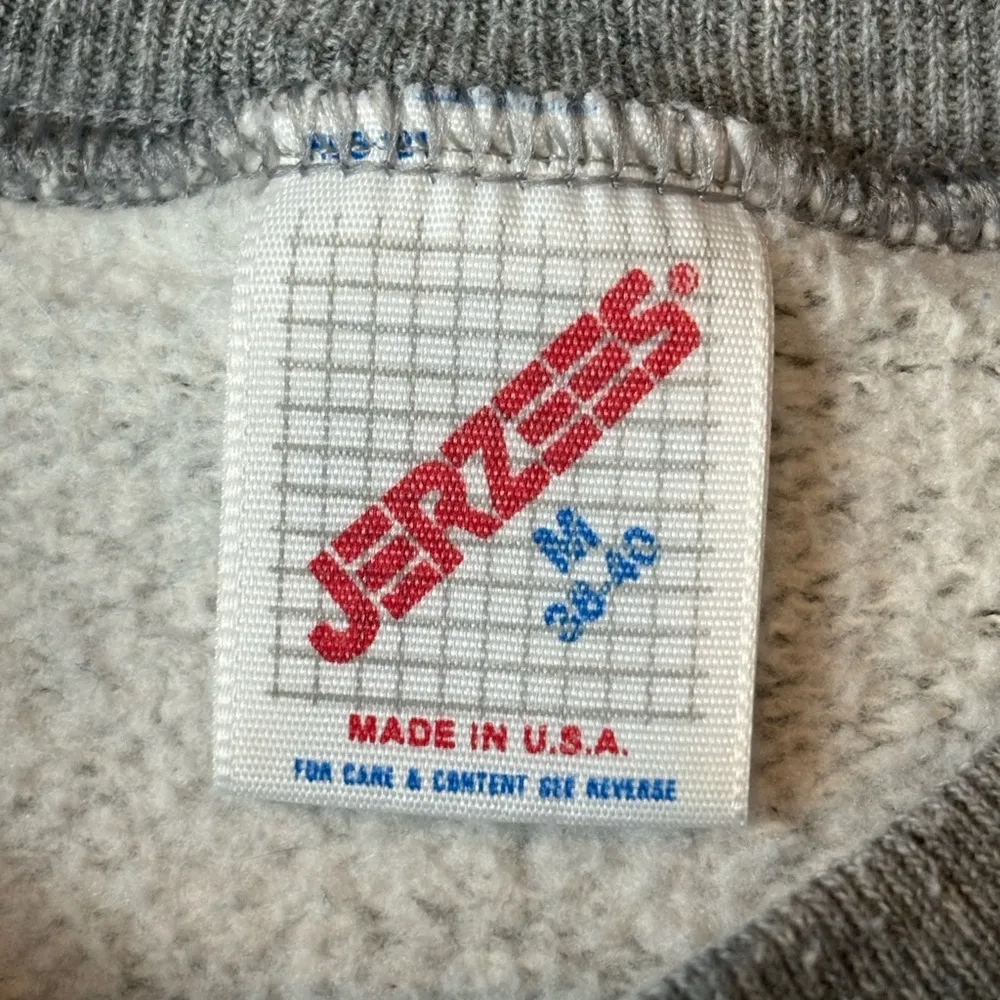 JERZEES®
M
38-40
MADE IN U.S.A.
FOR CARE & CONTENT SEE REVERSE